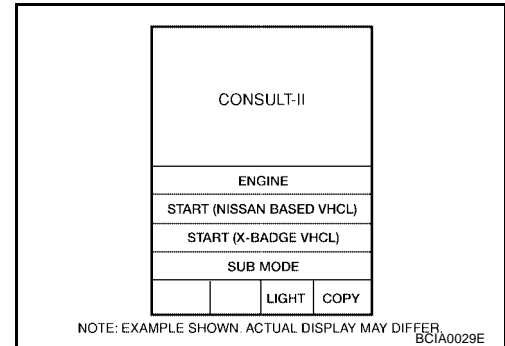 CONSULT-II
ENGINE
START (NISSAN BASED VHCL)
START (X-BADGE VHCL)
SUB MODE
LIGHT COPY
NOTE: EXAMPLE SHOWN. ACTUAL DISPLAY MAY DIFFER.
BCIA0029E